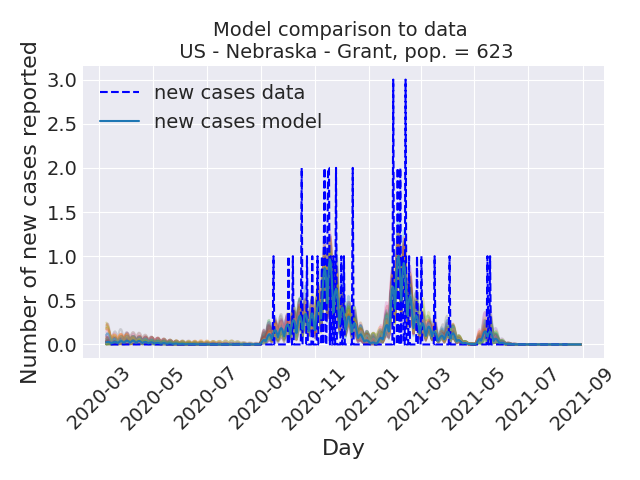 Model comparison to data
US - Nebraska - Grant, pop. = 623
Number of new cases reported
3.0
2.5
2.0
1.5
1.0
0.5
0.0
new cases data
new cases model
2020-03
2020-05
2020-07
2020-09
2020-11
2021-01
2021-03
2021-05
2021-07
2021-09
Day